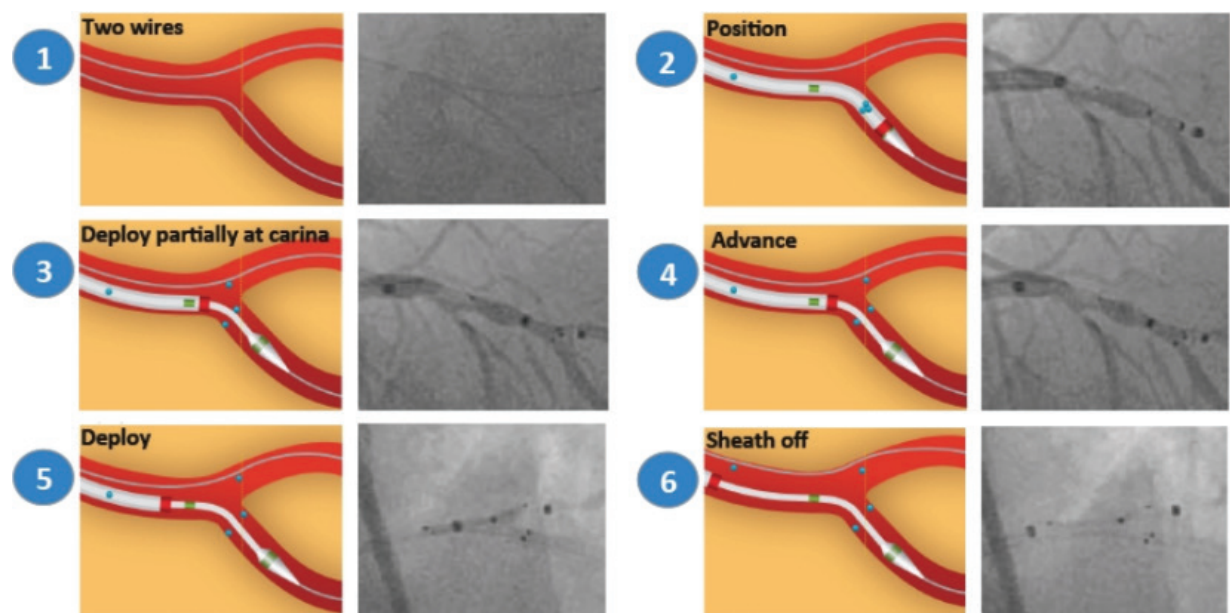 1
Two wires
2
Position
3
Deploy partially at carina
4
Advance
5
Deploy
6
Sheath off